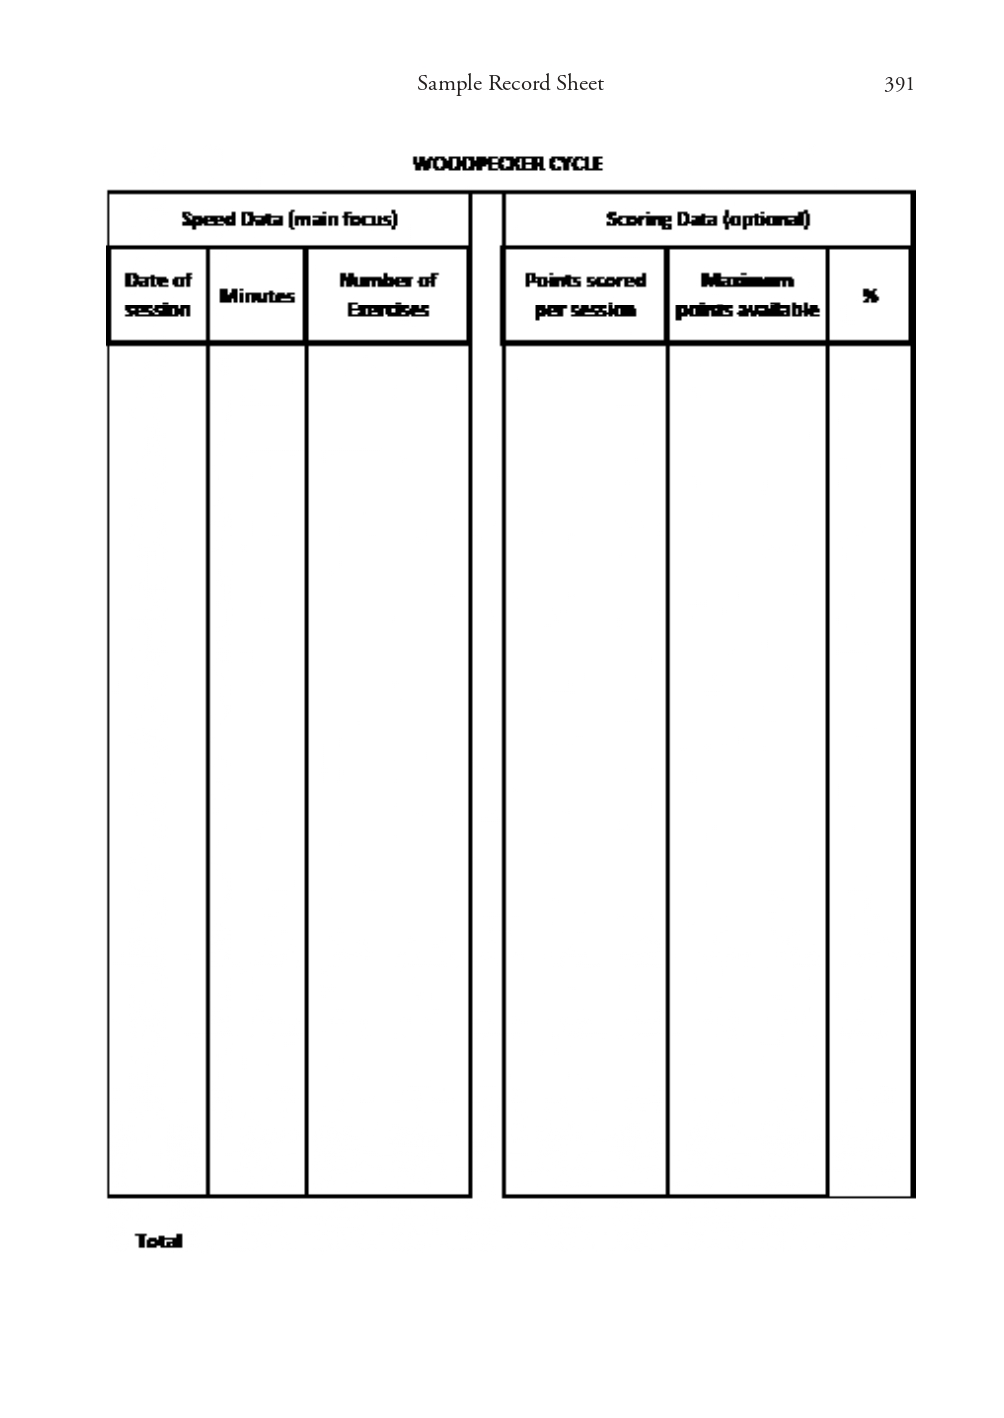 Sample Record Sheet 391
WOODPECKER CYCLE
Speed Data (main focus)
Scoring Data (optional)
Date of
session
Minutes
Number of
Exercises
Points scored
per session
Maximum
points available
%
Total